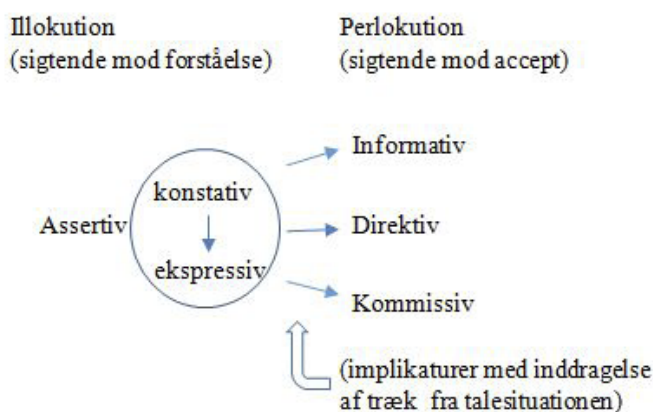 Illokution
(sigtende mod forståelse)
Perlokution
(sigtende mod accept)
Informativ
konstativ
Assertiv
Direktiv
ekspressiv
Kommissiv
(implikaturer med inddragelse
af træk fra talesituationen)